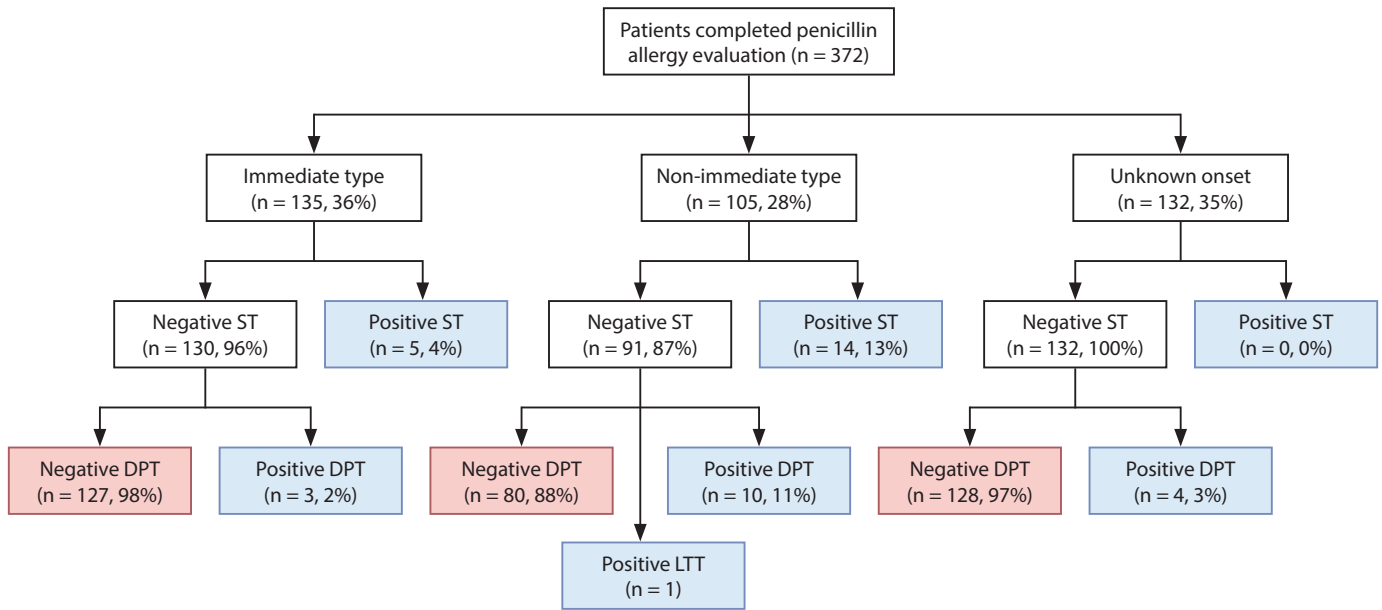 Patients completed penicillin
allergy evaluation (n = 372)
Immediate type
(n = 135, 36%)
Non-immediate type
(n = 105, 28%)
Unknown onset
(n = 132, 35%)
Negative ST
(n = 130, 96%)
Positive ST
(n = 5, 4%)
Negative ST
(n = 91, 87%)
Positive ST
(n = 14, 13%)
Negative ST
(n = 132, 100%)
Positive ST
(n = 0, 0%)
Negative DPT
(n = 127, 98%)
Positive DPT
(n = 3, 2%)
Negative DPT
(n = 80, 88%)
Positive DPT
(n = 10, 11%)
Negative DPT
(n = 128, 97%)
Positive DPT
(n = 4, 3%)
Positive LTT
(n = 1)